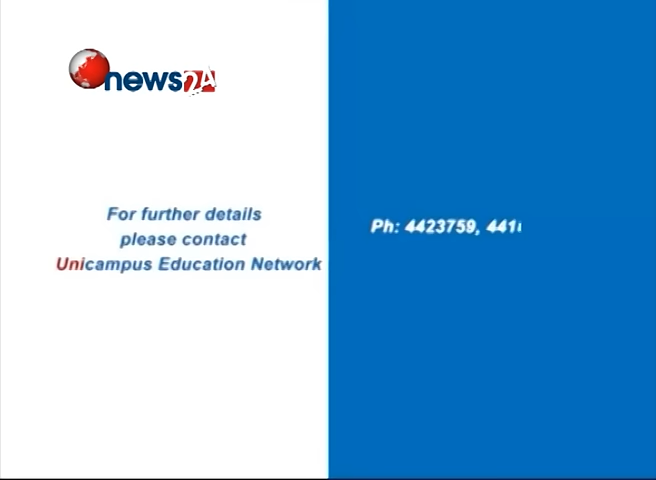 news24
For further details
please contact
Unicampus Education Network
Ph: 4423759,